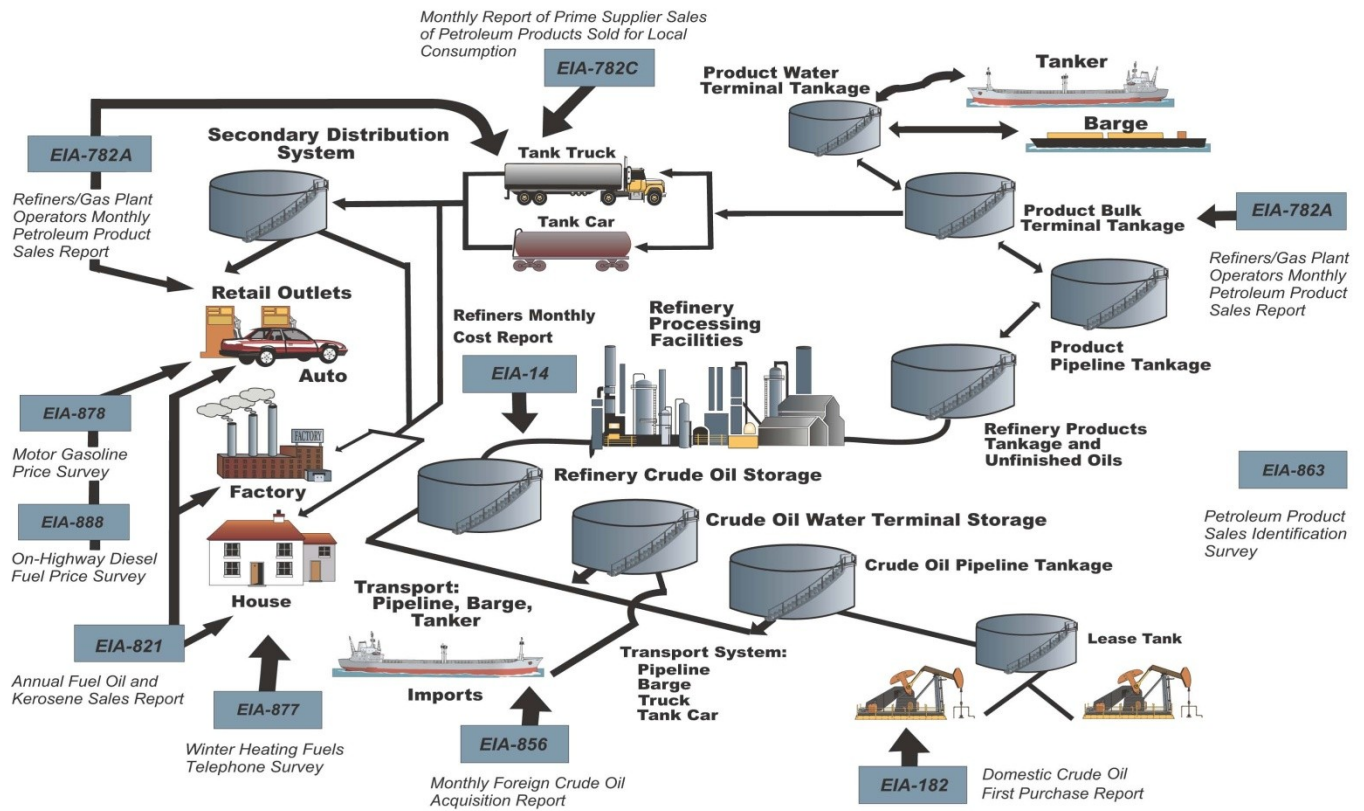 Monthly Report of Prime Supplier Sales
of Petroleum Products Sold for Local
Consumption
EIA-782C
Product Water
Terminal Tankage
Tanker
Barge
EIA-782A
Refiners/Gas Plant
Operators Monthly
Petroleum Product
Sales Report
Secondary Distribution
System
Tank Truck
Tank Car
Product Bulk
Terminal Tankage
EIA-782A
Refiners/Gas Plant
Operators Monthly
Petroleum Product
Sales Report
Retail Outlets
Auto
Refiners Monthly
Cost Report
EIA-14
Refinery
Processing
Facilities
Product
Pipeline Tankage
EIA-878
Motor Gasoline
Price Survey
FACTORY
Factory
Refinery Crude Oil Storage
Refinery Products
Tankage and
Unfinished Oils
EIA-863
Petroleum Product
Sales Identification
Survey
EIA-888
On-Highway Diesel
Fuel Price Survey
House
Crude Oil Water Terminal Storage
Crude Oil Pipeline Tankage
Transport:
Pipeline, Barge,
Tanker
Imports
Transport System:
Pipeline
Barge
Truck
Tank Car
Lease Tank
EIA-821
Annual Fuel Oil and
Kerosene Sales Report
EIA-877
Winter Heating Fuels
Telephone Survey
EIA-856
Monthly Foreign Crude Oil
Acquisition Report
EIA-182
Domestic Crude Oil
First Purchase Report